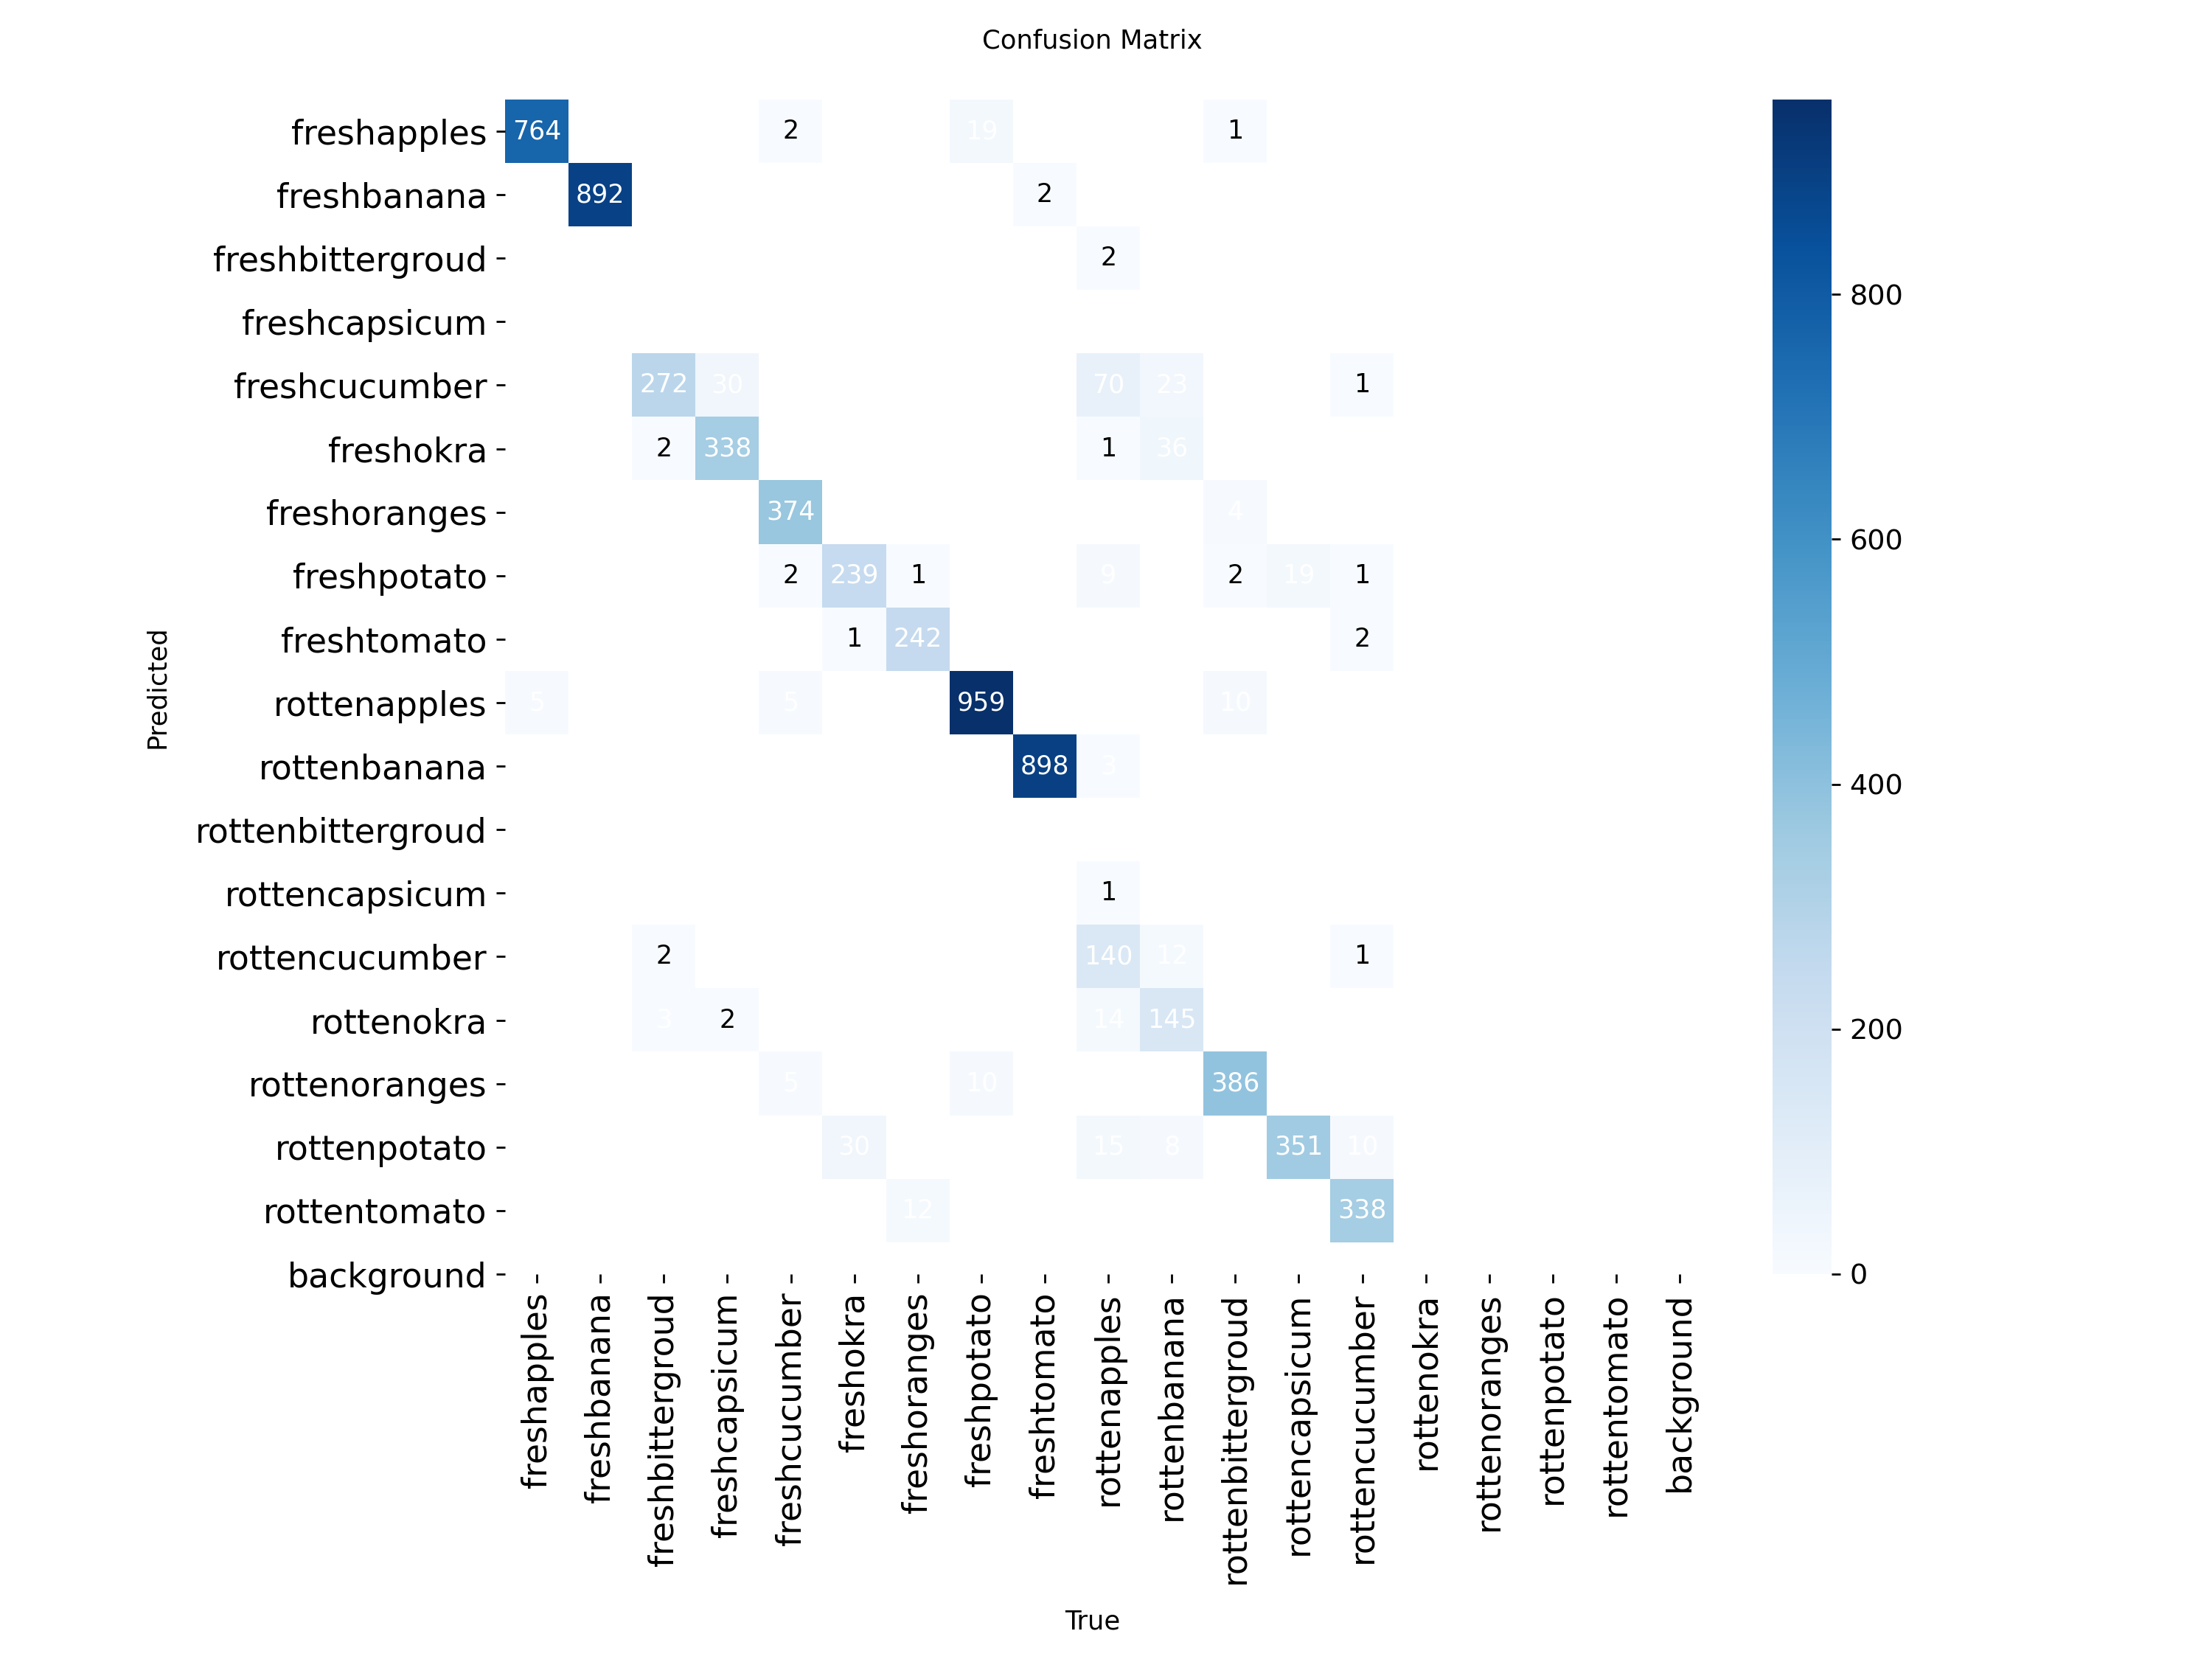 Confusion Matrix
freshapples 764 2 19 1
freshbanana 892 2
freshbittergroud 2
800
freshcapsicum
freshcucumber 272 30 70 23 1
freshokra 2 338 1 36
freshoranges 374 4
600
freshpotato 2 239 1 9 2 19 1
freshtomato 1 242 2
Predicted
rottenapples 5 5 959 10
rottenbanana 898 3
400
rottenbittergroud
rottencapsicum 1
rottencucumber 2 140 12 1
rottenokra 3 2 14 145
200
rottenoranges 5 10 386
rottenpotato 30 15 8 351 10
rottentomato 12 338
background
0
freshapples
freshbanana
freshbittergroud
freshcapsicum
freshcucumber
freshokra
freshoranges
freshpotato
freshtomato
rottenapples
rottenbanana
rottenbittergroud
rottencapsicum
rottencucumber
rottenokra
rottenoranges
rottenpotato
rottentomato
background
True